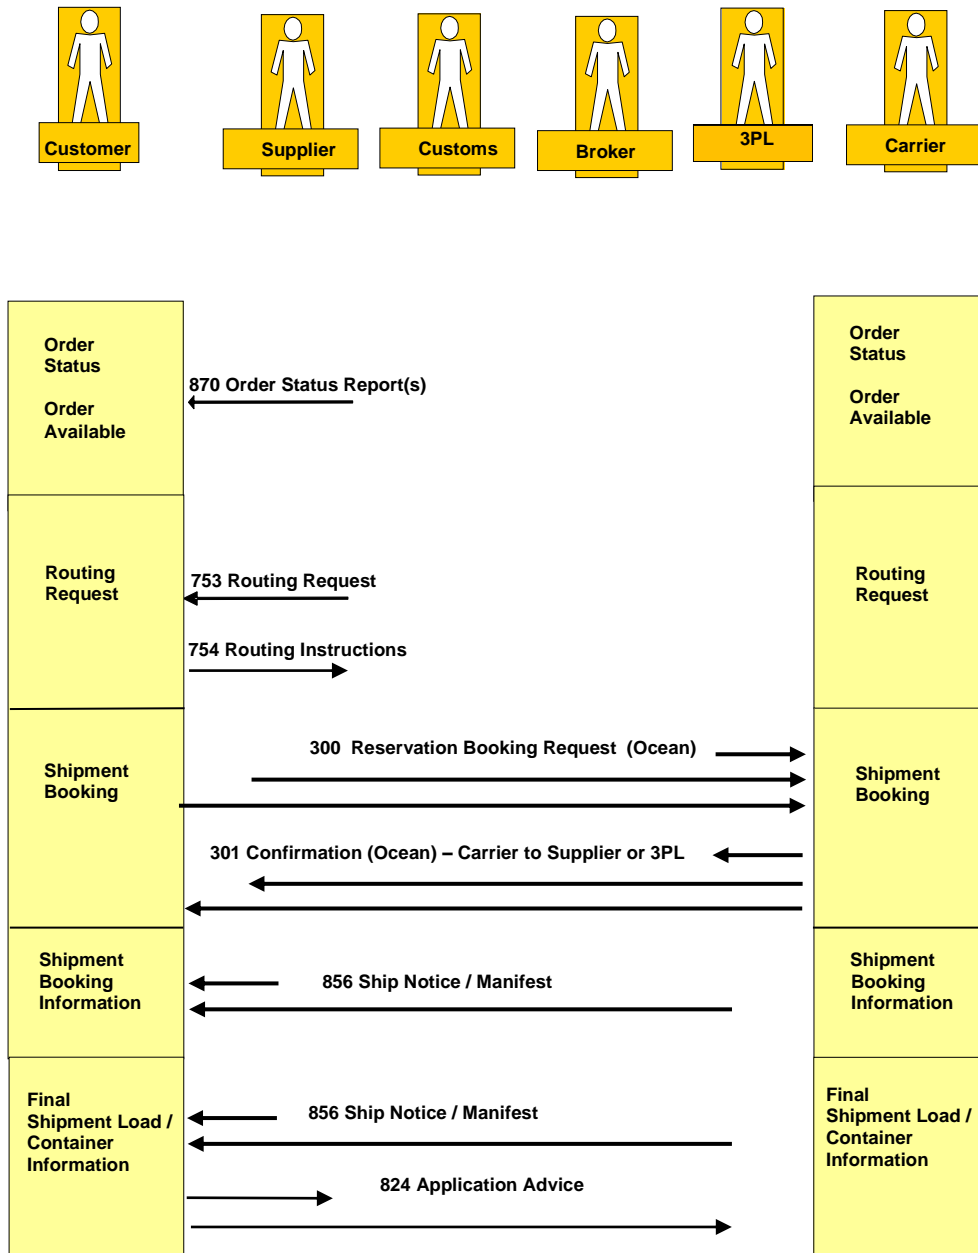 Customer
Supplier
Customs
Broker
3PL
Carrier
Order
Status
Order
Available
870 Order Status Report(s)
Order
Status
Order
Available
Routing
Request
753 Routing Request
754 Routing Instructions
Routing
Request
Shipment
Booking
300  Reservation Booking Request  (Ocean)
301 Confirmation (Ocean) – Carrier to Supplier or 3PL
Shipment
Booking
Shipment
Booking
Information
856 Ship Notice / Manifest
Shipment
Booking
Information
Final
Shipment Load /
Container
Information
856 Ship Notice / Manifest
824 Application Advice
Final
Shipment Load /
Container
Information